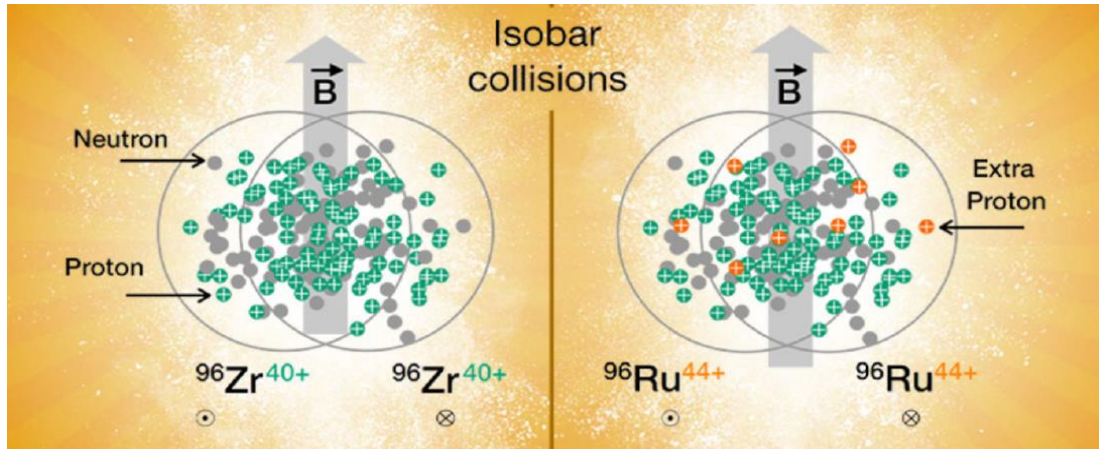 Isobar
collisions
B
B
Neutron
Extra
Proton
Proton
96Zr40+
96Zr40+
96Ru44+
96Ru44+